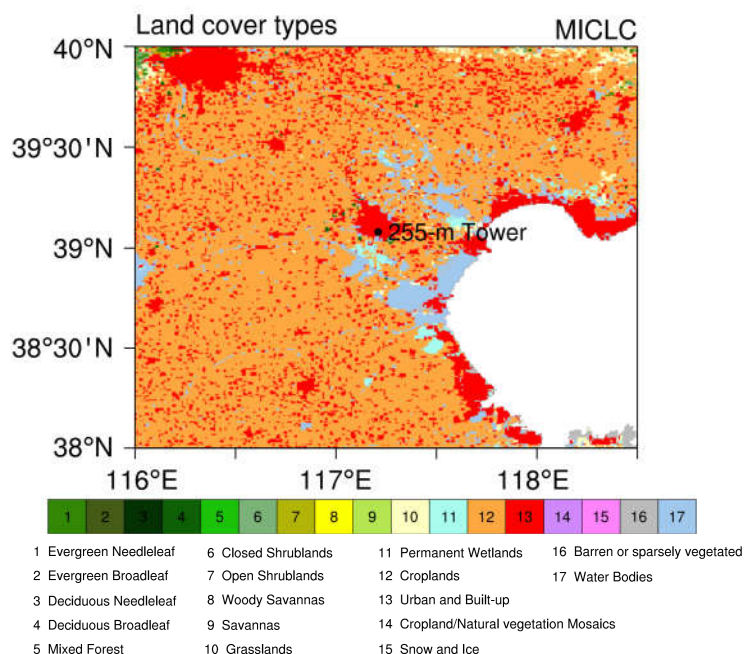 Land cover types MICLC
40°N
39°30'N
255-m Tower
39°N
38°30'N
38°N
116°E 117°E 118°E
1 2 3 4 5 6 7 8 9 10 11 12 13 14 15 16 17
1 Evergreen Needleleaf 6 Closed Shrublands 11 Permanent Wetlands 16 Barren or sparsely vegetated
2 Evergreen Broadleaf 7 Open Shrublands 12 Croplands 17 Water Bodies
3 Deciduous Needleleaf 8 Woody Savannas 13 Urban and Built-up
4 Deciduous Broadleaf 9 Savannas 14 Cropland/Natural vegetation Mosaics
5 Mixed Forest 10 Grasslands 15 Snow and Ice